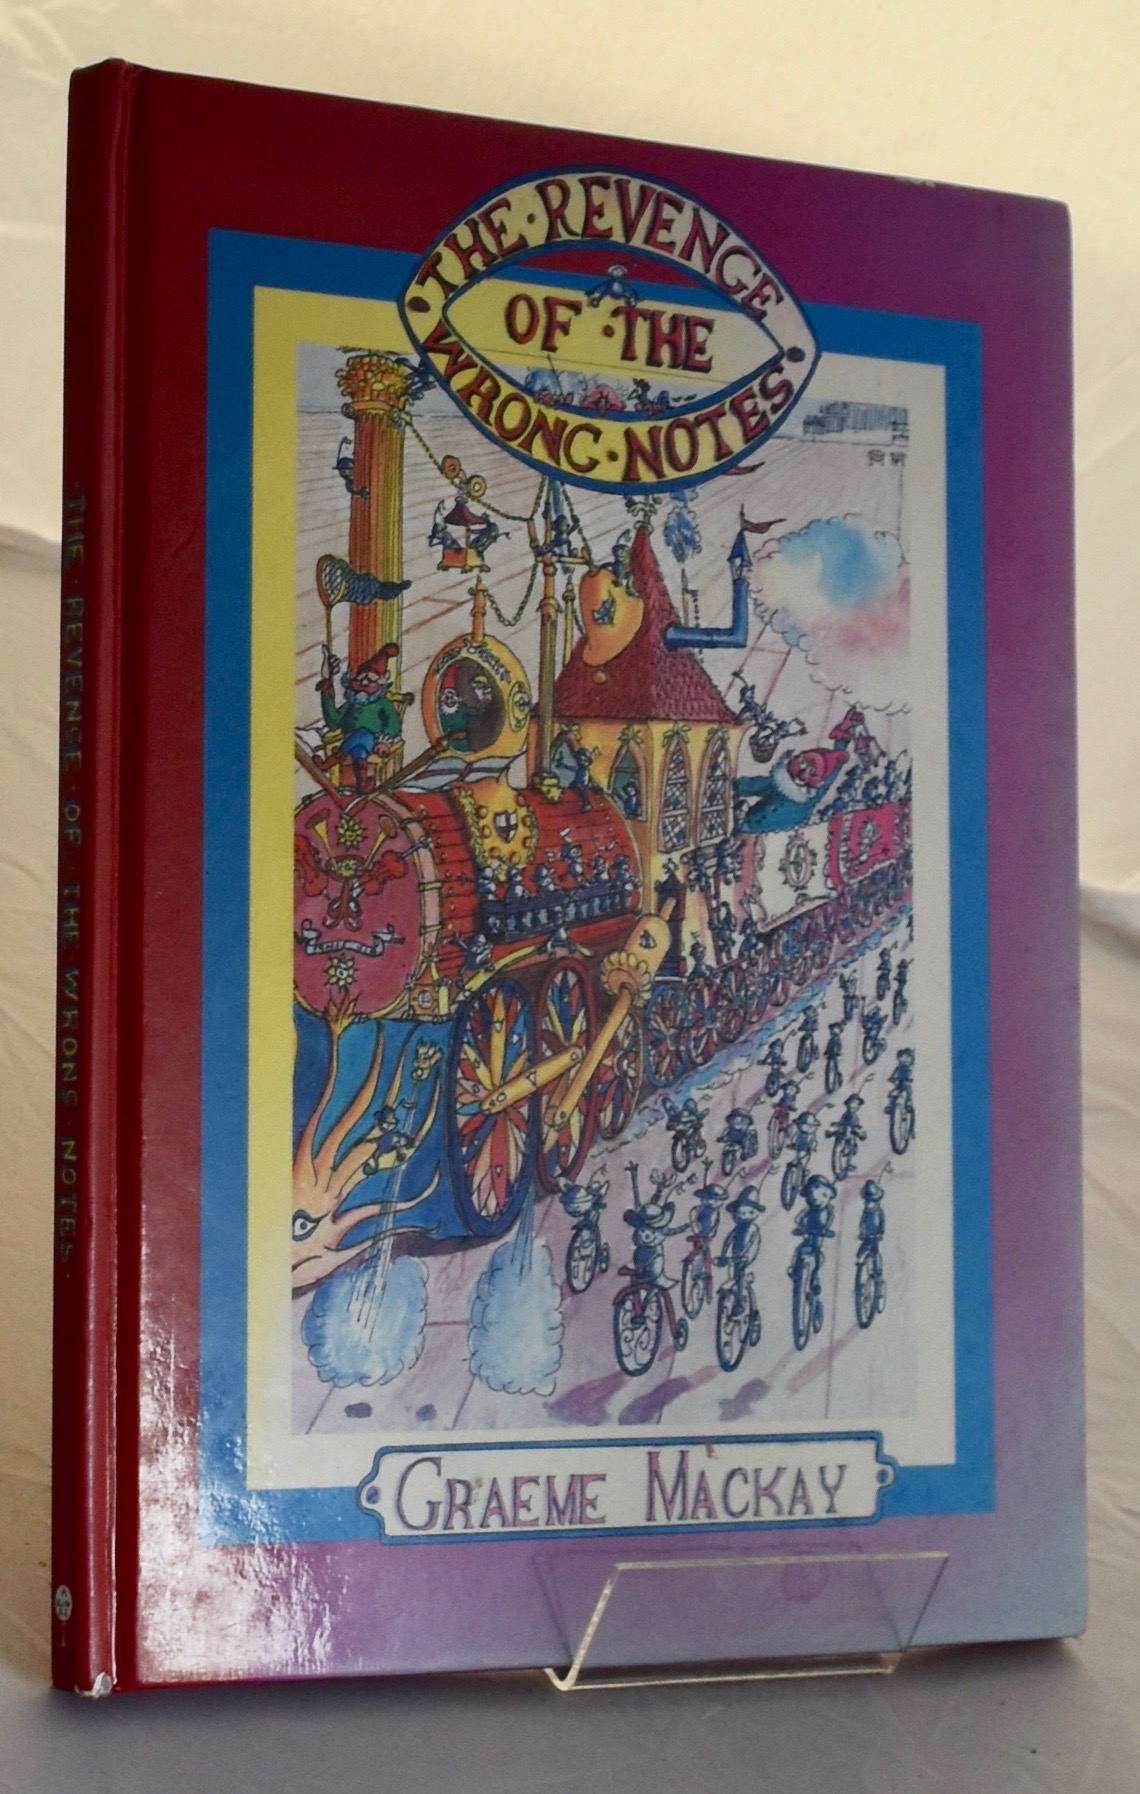 ·THE·REVENGE
OF·THE
WRONG·NOTES·
GRAEME MACKAY
·THE·REVENGE·OF·THE·WRONG·NOTES·